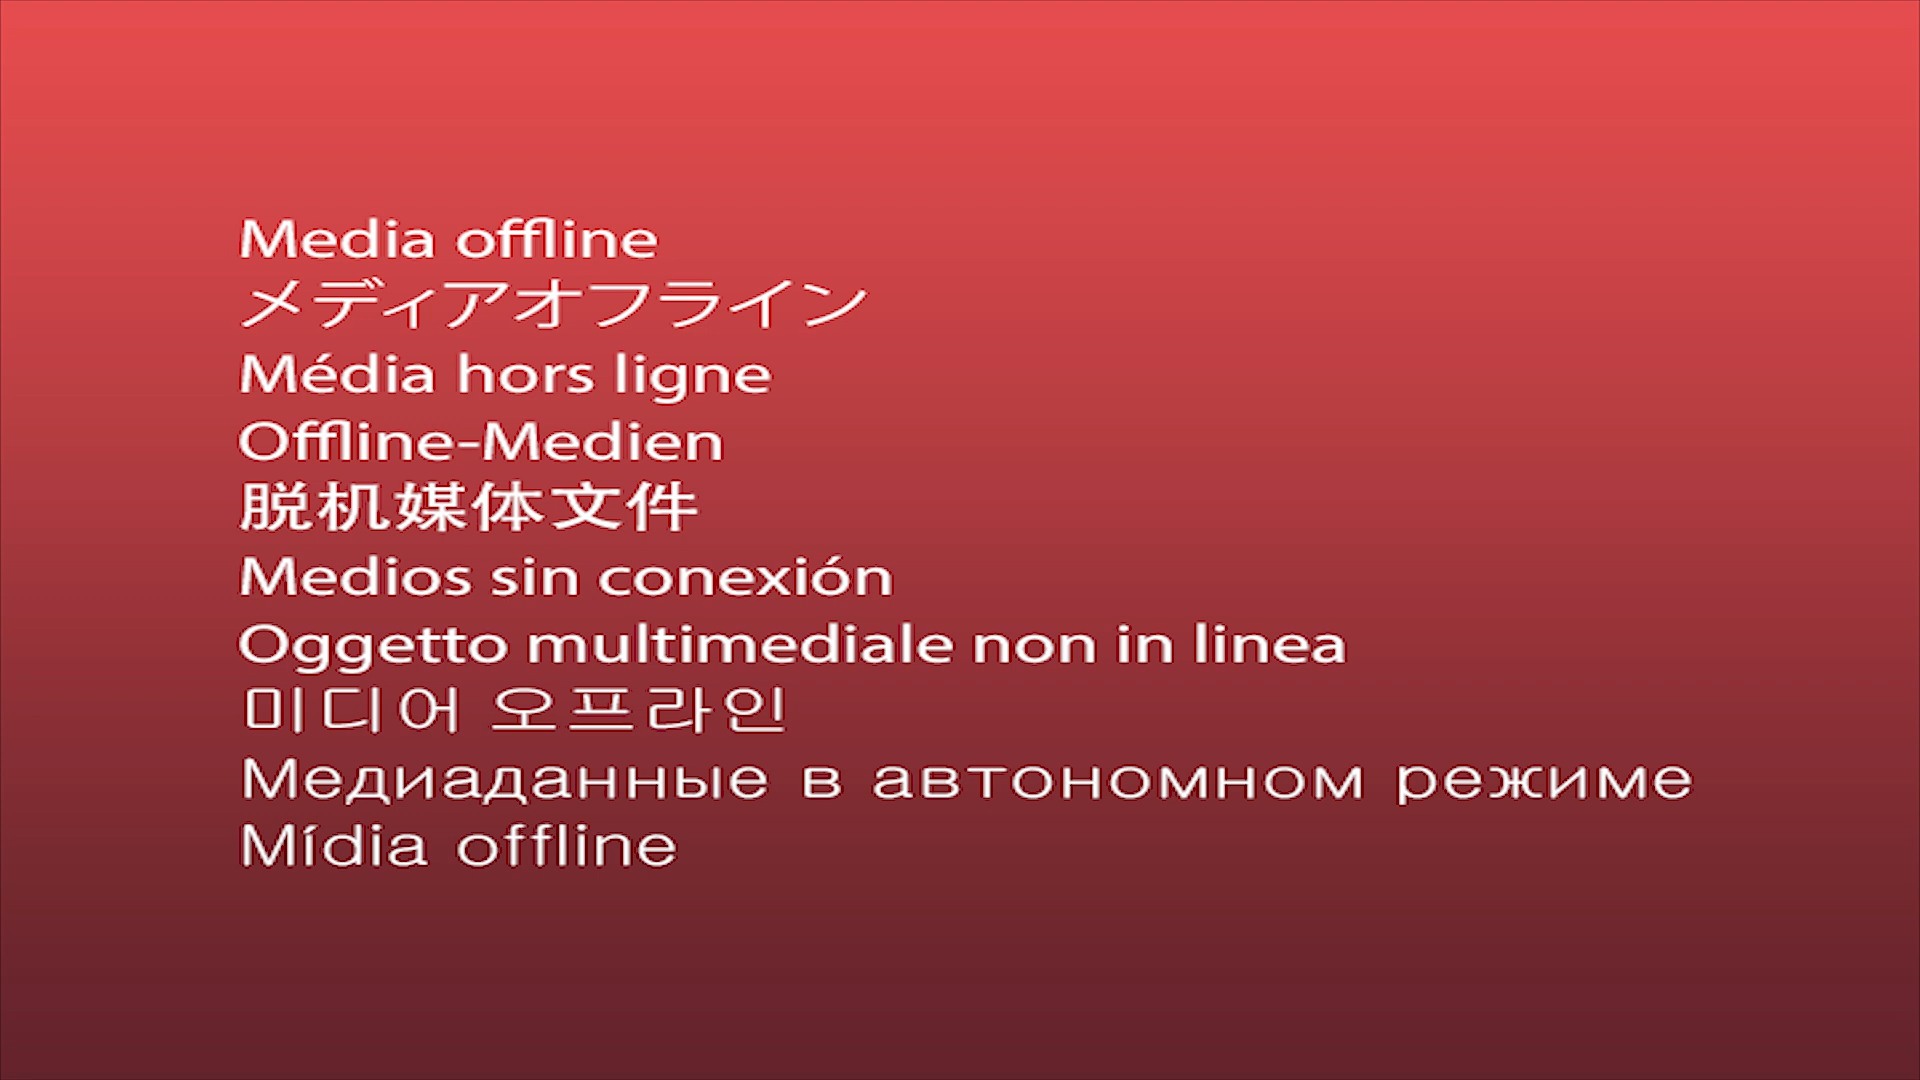 Media offline
メディアオフライン
Média hors ligne
Offline-Medien
脱机媒体文件
Medios sin conexión
Oggetto multimediale non in linea
미디어 오프라인
Медиаданные в автономном режиме
Mídia offline